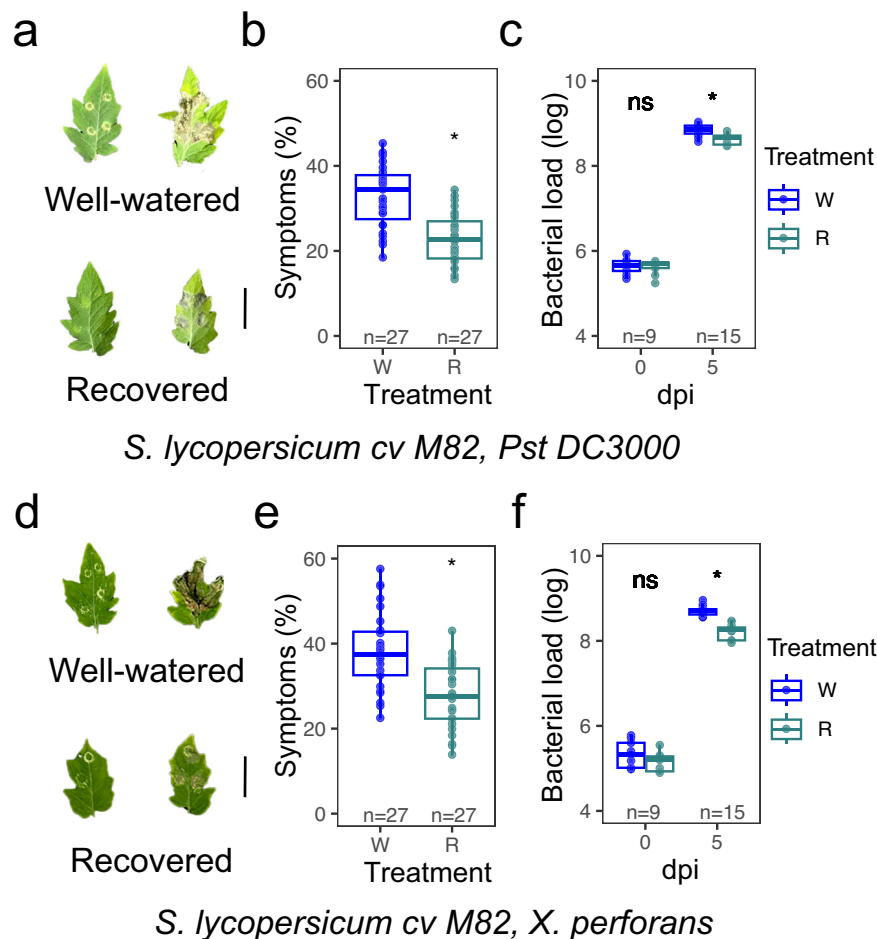 a
Well-watered
Recovered
b
Symptoms (%)
60
40
20
0
n=27 n=27
W R
Treatment
*
c
Bacterial load (log)
10
8
6
4
ns *
n=9 n=15
0 5
dpi
Treatment
W
R
S. lycopersicum cv M82, Pst DC3000
d
Well-watered
Recovered
e
Symptoms (%)
60
40
20
0
*
n=27 n=27
W R
Treatment
f
Bacterial load (log)
10
8
6
4
ns *
n=9 n=15
0 5
dpi
Treatment
W
R
S. lycopersicum cv M82, X. perforans